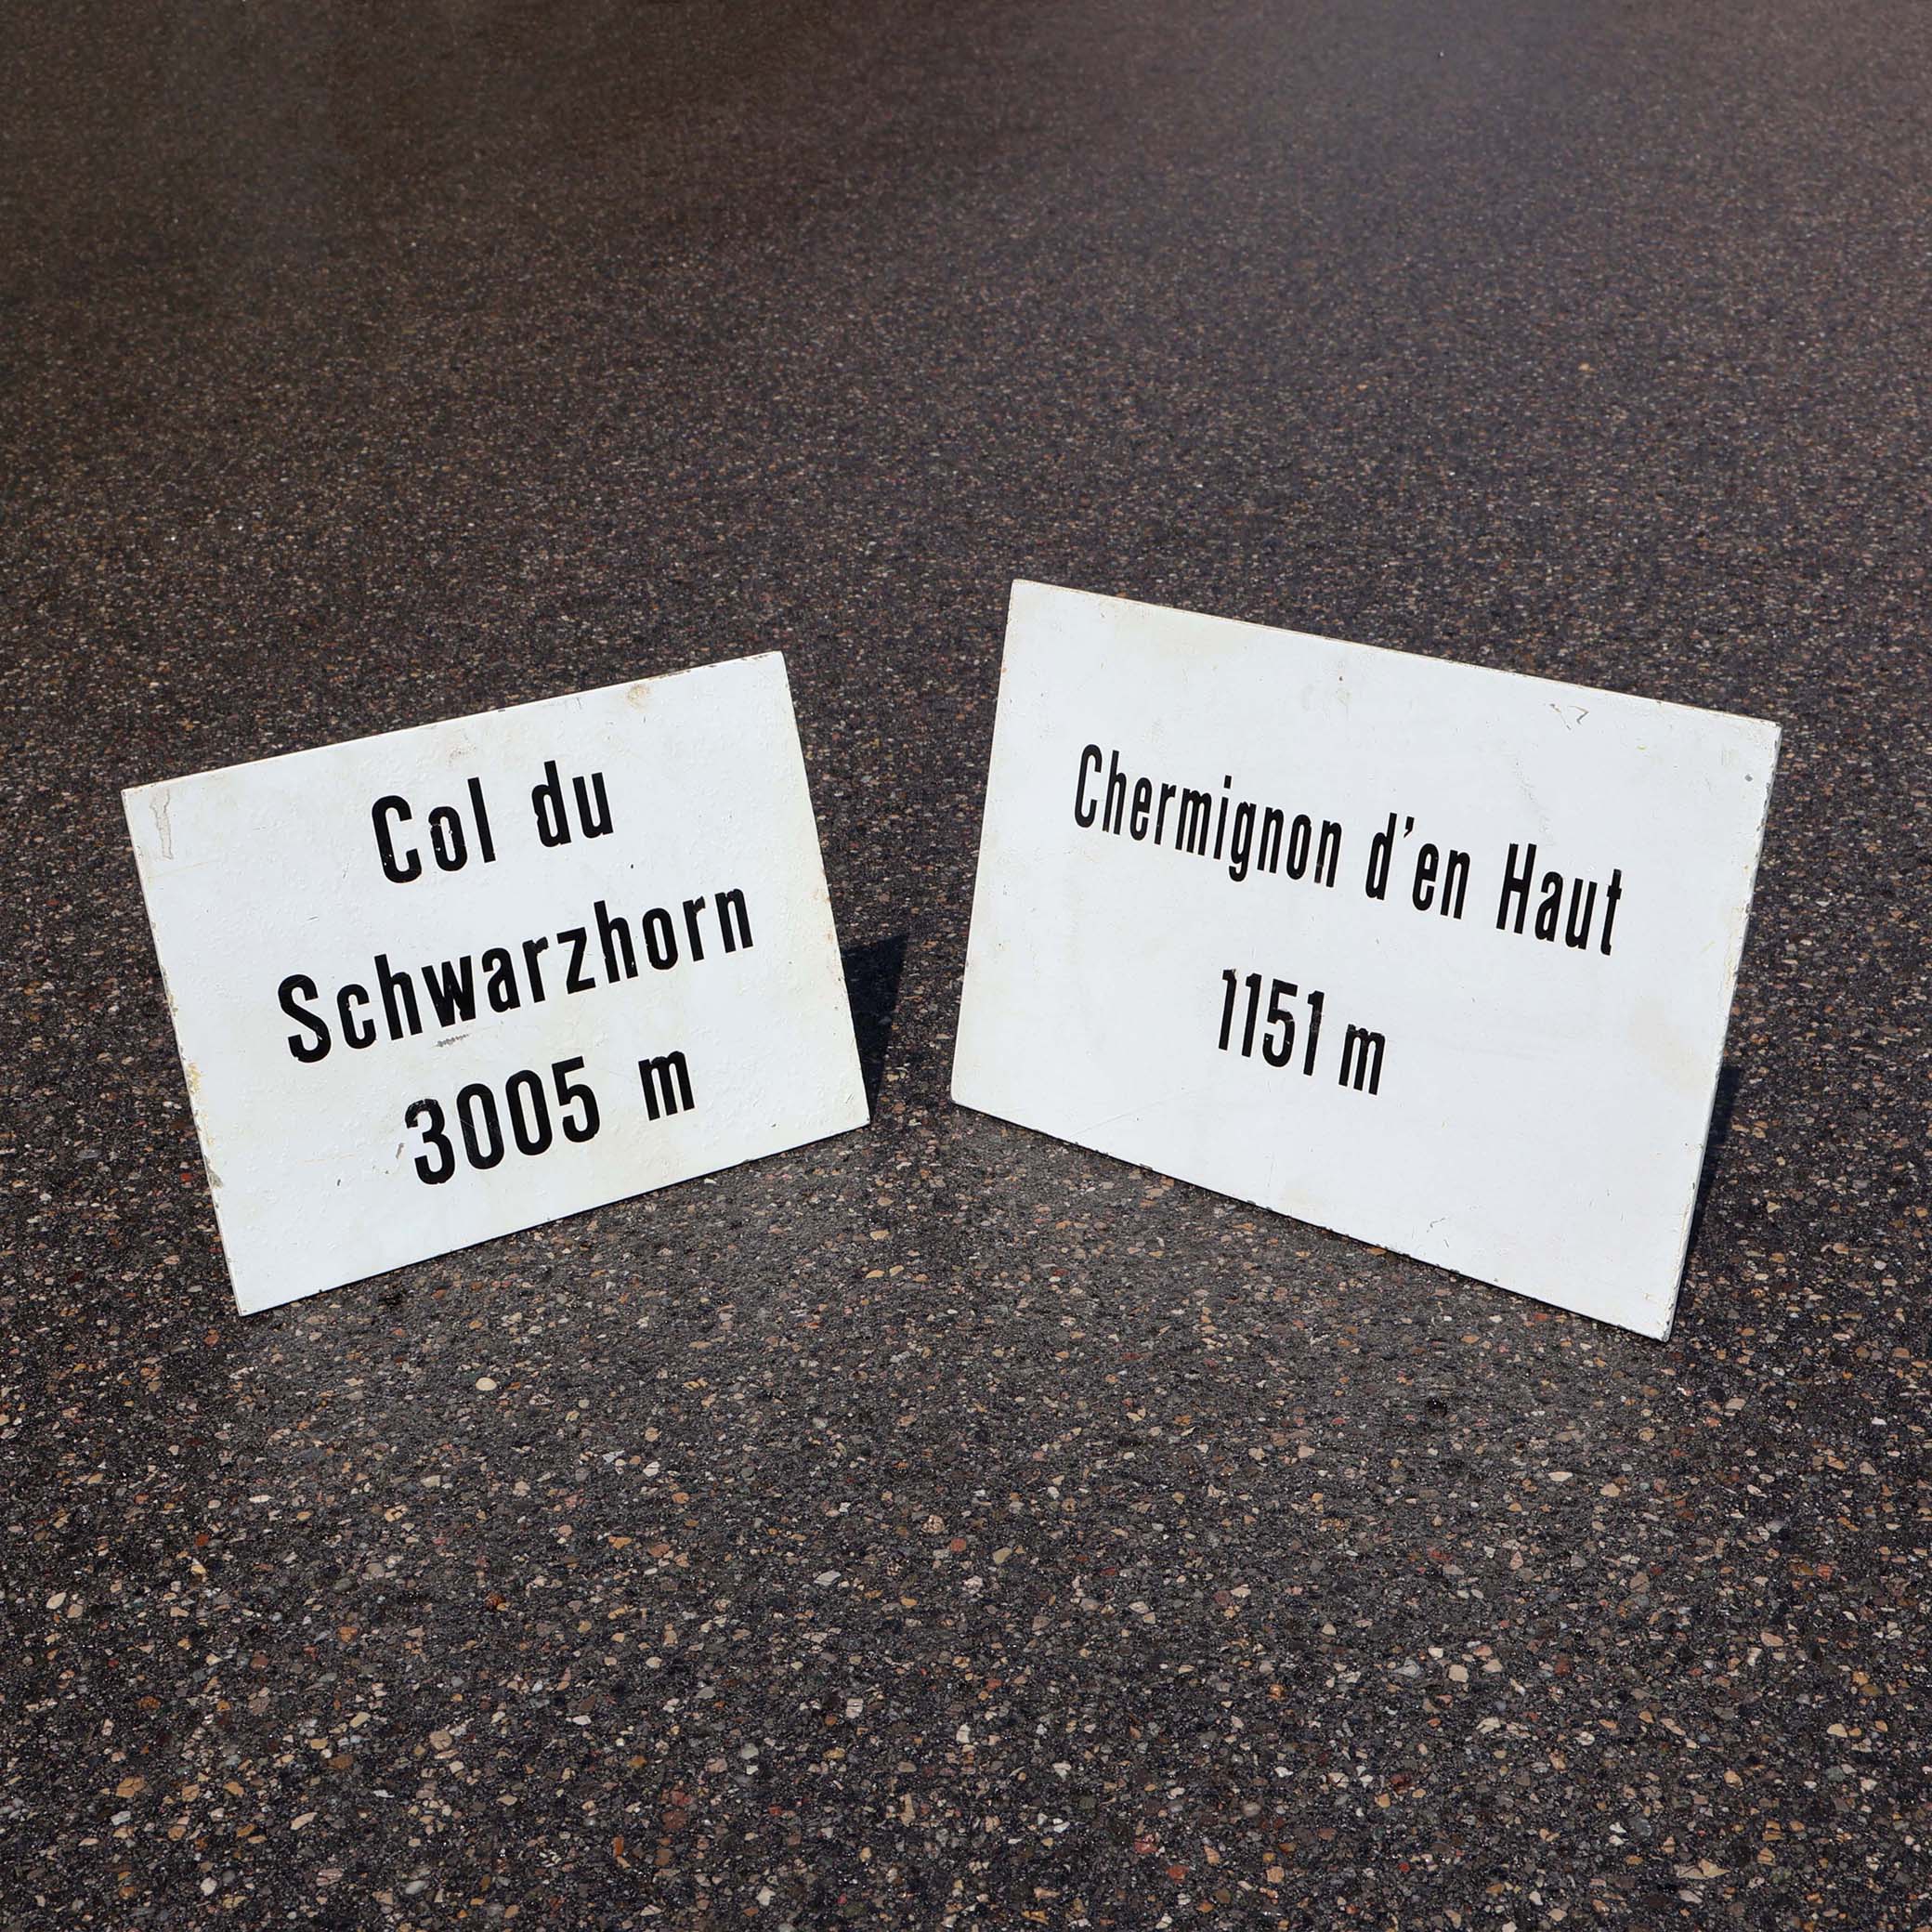 Col du
Schwarzhorn
3005 m
Chermignon d'en Haut
1151 m